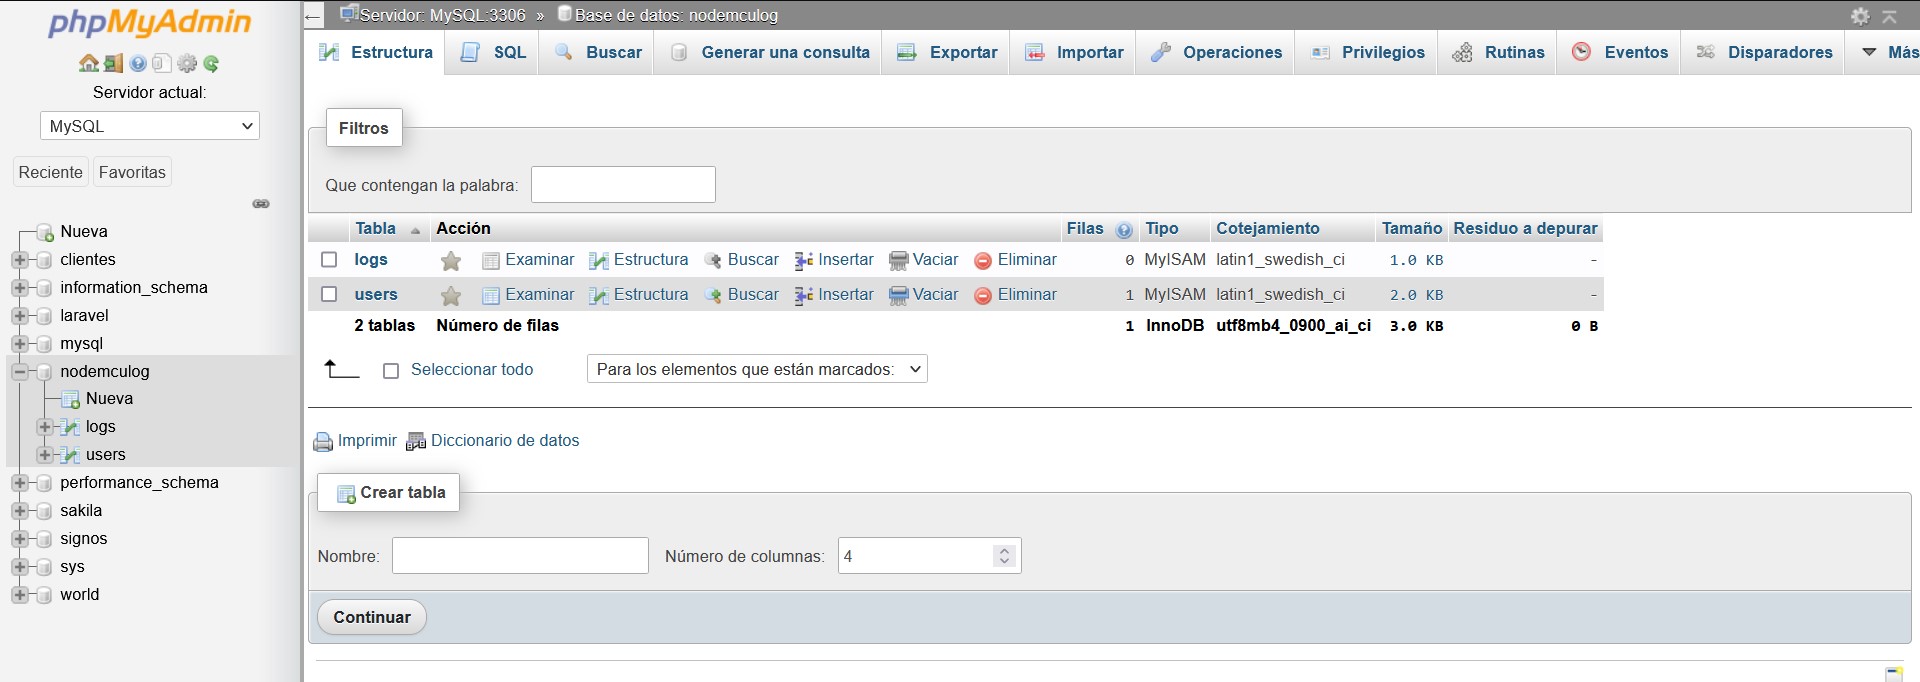 phpMyAdmin
Servidor actual:
MySQL
Reciente Favoritas
Nueva
clientes
information_schema
laravel
mysql
nodemculog
Nueva
logs
users
performance_schema
sakila
signos
sys
world
Servidor: MySQL:3306 » Base de datos: nodemculog
Estructura SQL Buscar Generar una consulta Exportar Importar Operaciones Privilegios Rutinas Eventos Disparadores Más
Filtros
Que contengan la palabra:
Tabla Acción Filas Tipo Cotejamiento Tamaño Residuo a depurar
logs Examinar Estructura Buscar Insertar Vaciar Eliminar 0 MyISAM latin1_swedish_ci 1.0 KB -
users Examinar Estructura Buscar Insertar Vaciar Eliminar 1 MyISAM latin1_swedish_ci 2.0 KB -
2 tablas Número de filas 1 InnoDB utf8mb4_0900_ai_ci 3.0 KB 0 B
Seleccionar todo Para los elementos que están marcados:
Imprimir Diccionario de datos
Crear tabla
Nombre: Número de columnas: 4
Continuar